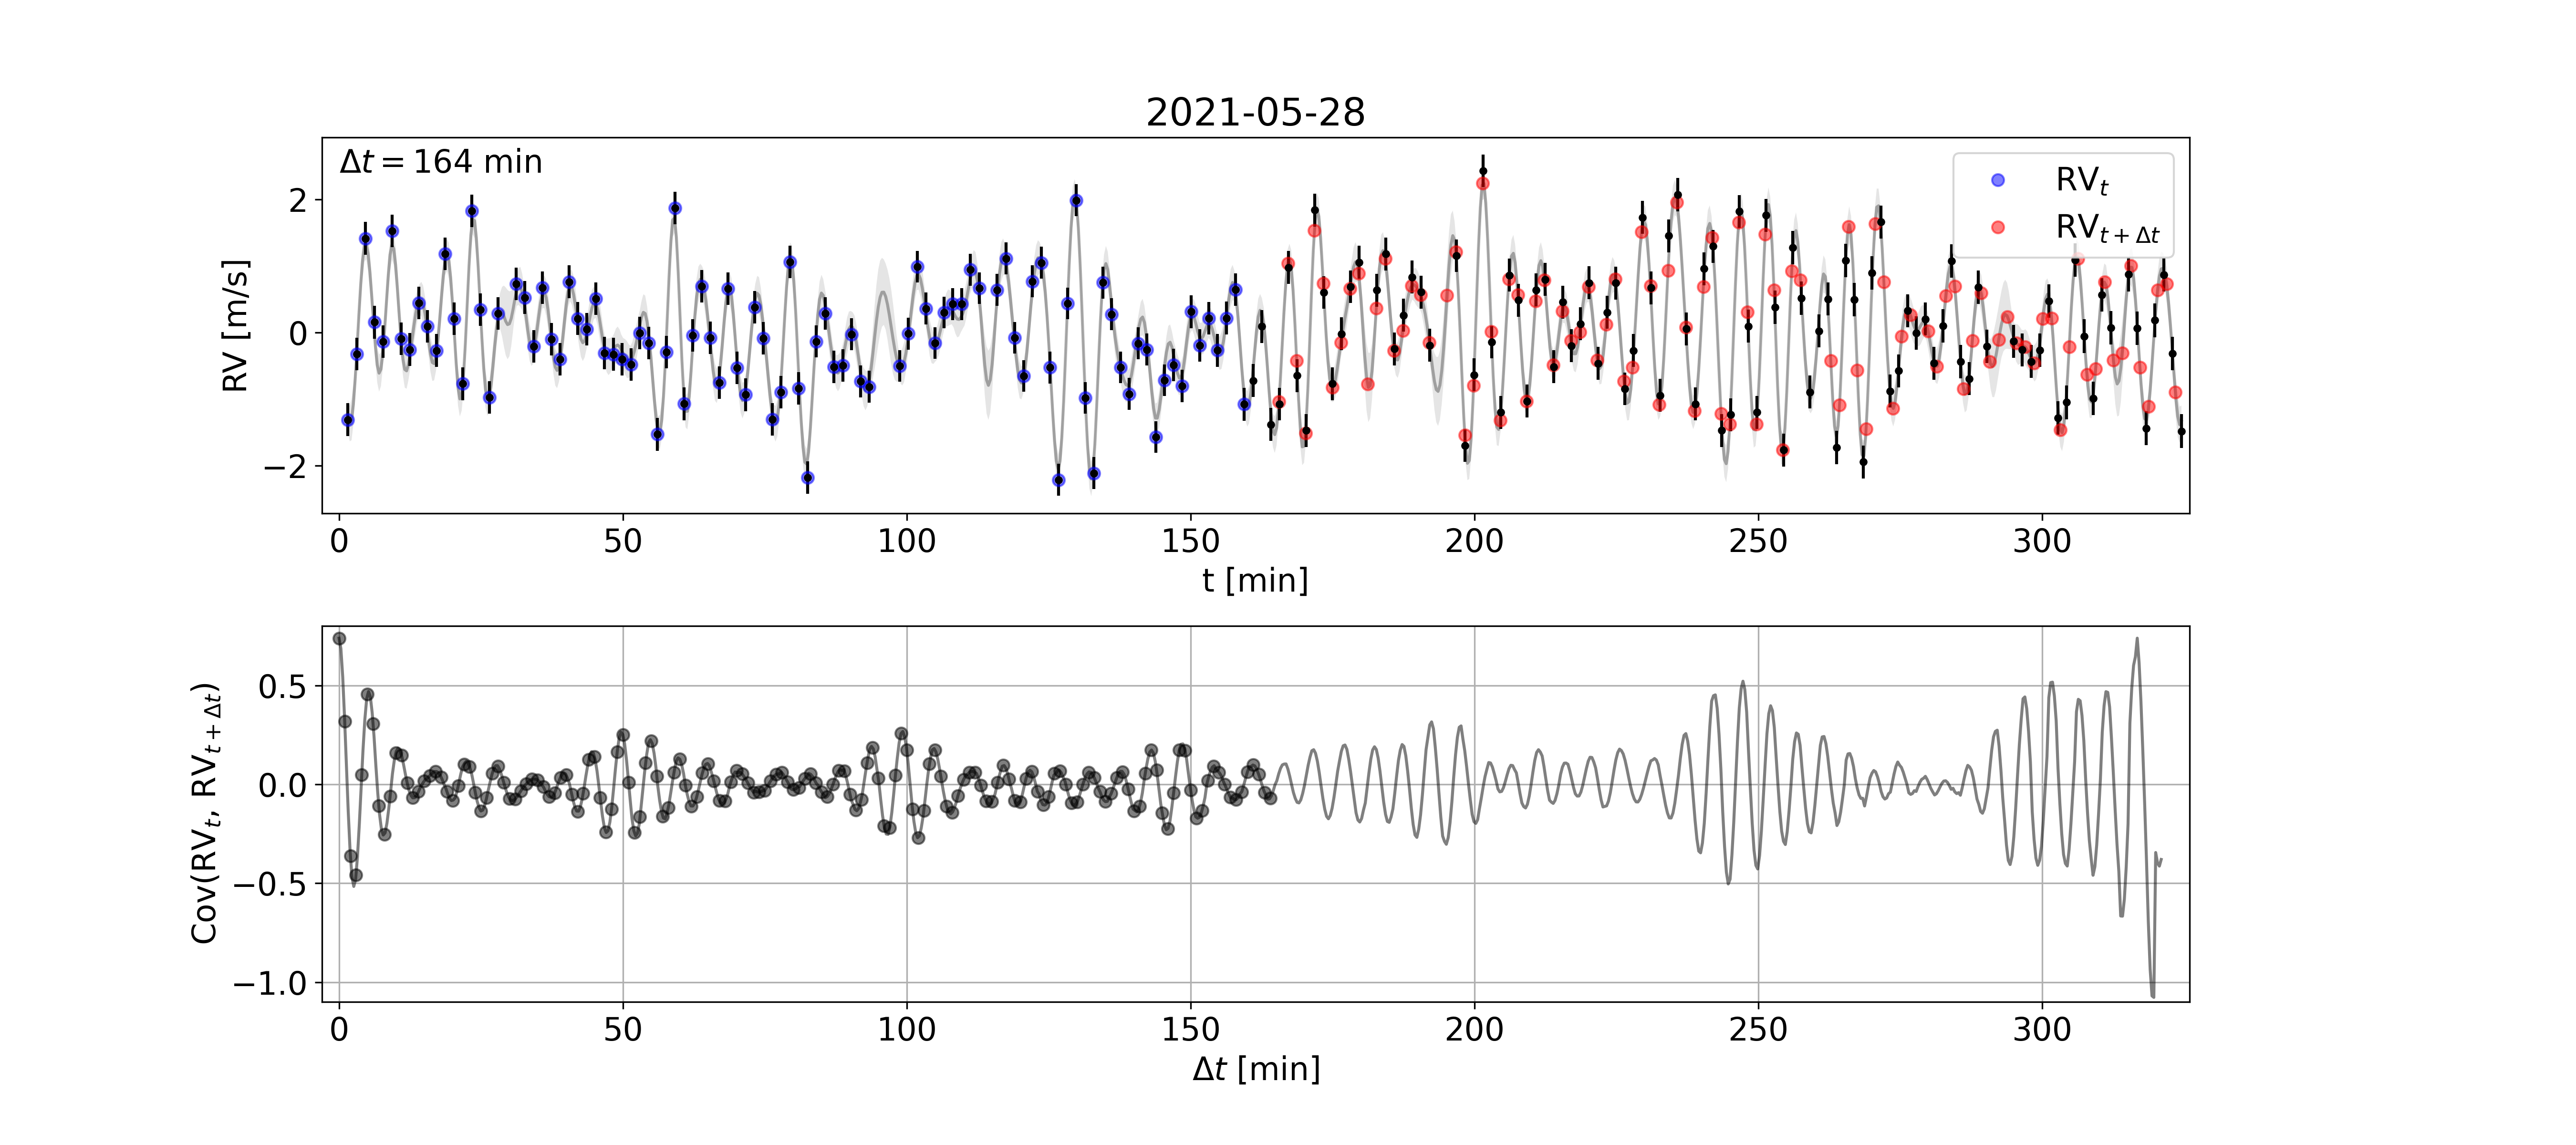 2021-05-28
Δt = 164 min
RV_t
RV_{t+Δt}
2
0
−2
RV [m/s]
0 50 100 150 200 250 300
t [min]
0.5
0.0
−0.5
−1.0
Cov(RV_t, RV_{t+Δt})
0 50 100 150 200 250 300
Δt [min]